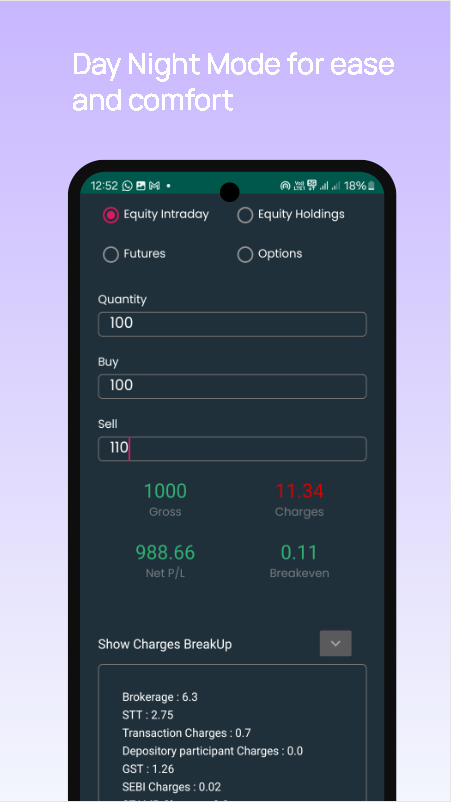 Day Night Mode for ease
and comfort
12:52 18%
Equity Intraday Equity Holdings
Futures Options
Quantity
100
Buy
100
Sell
110
1000 11.34
Gross Charges
988.66 0.11
Net P/L Breakeven
Show Charges BreakUp
Brokerage : 6.3
STT : 2.75
Transaction Charges : 0.7
Depository participant Charges : 0.0
GST : 1.26
SEBI Charges : 0.02